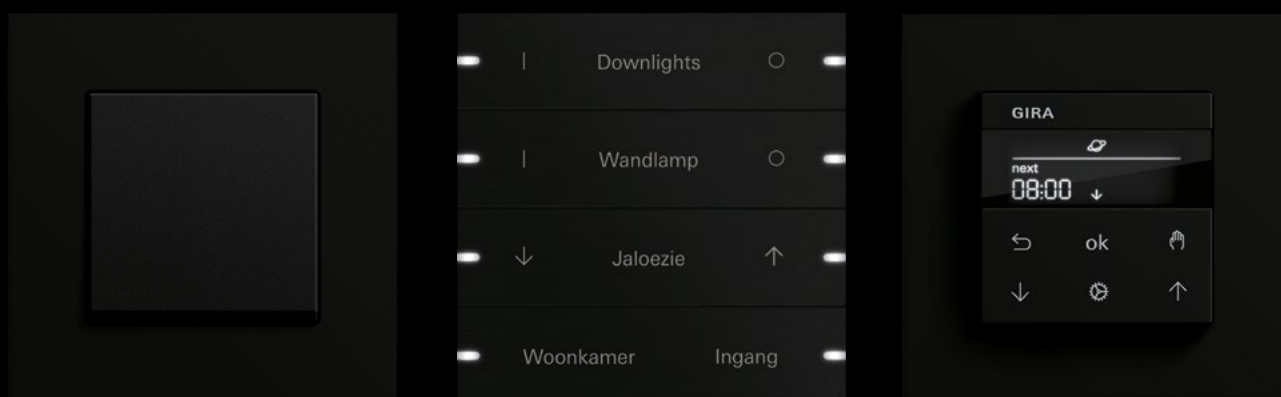 Downlights
Wandlamp
Jaloezie
Woonkamer Ingang
GIRA
next
08:00
ok